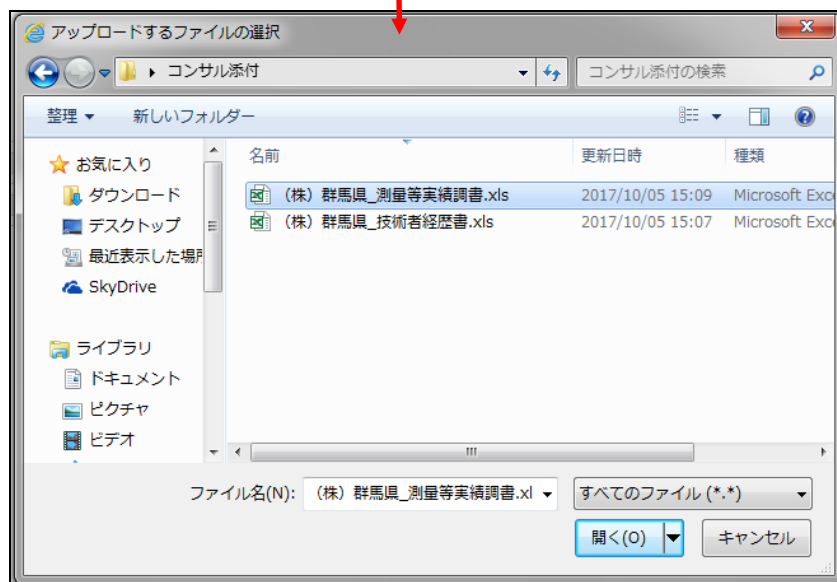 アップロードするファイルの選択
コンサル添付
コンサル添付の検索
整理
新しいフォルダー
お気に入り
ダウンロード
デスクトップ
最近表示した場所
SkyDrive
ライブラリ
ドキュメント
ピクチャ
ビデオ
名前 更新日時 種類
（株）群馬県_測量等実績調書.xls 2017/10/05 15:09 Microsoft Exc
（株）群馬県_技術者経歴書.xls 2017/10/05 15:07 Microsoft Exc
ファイル名(N): （株）群馬県_測量等実績調書.xl すべてのファイル (*.*)
開く(O) キャンセル